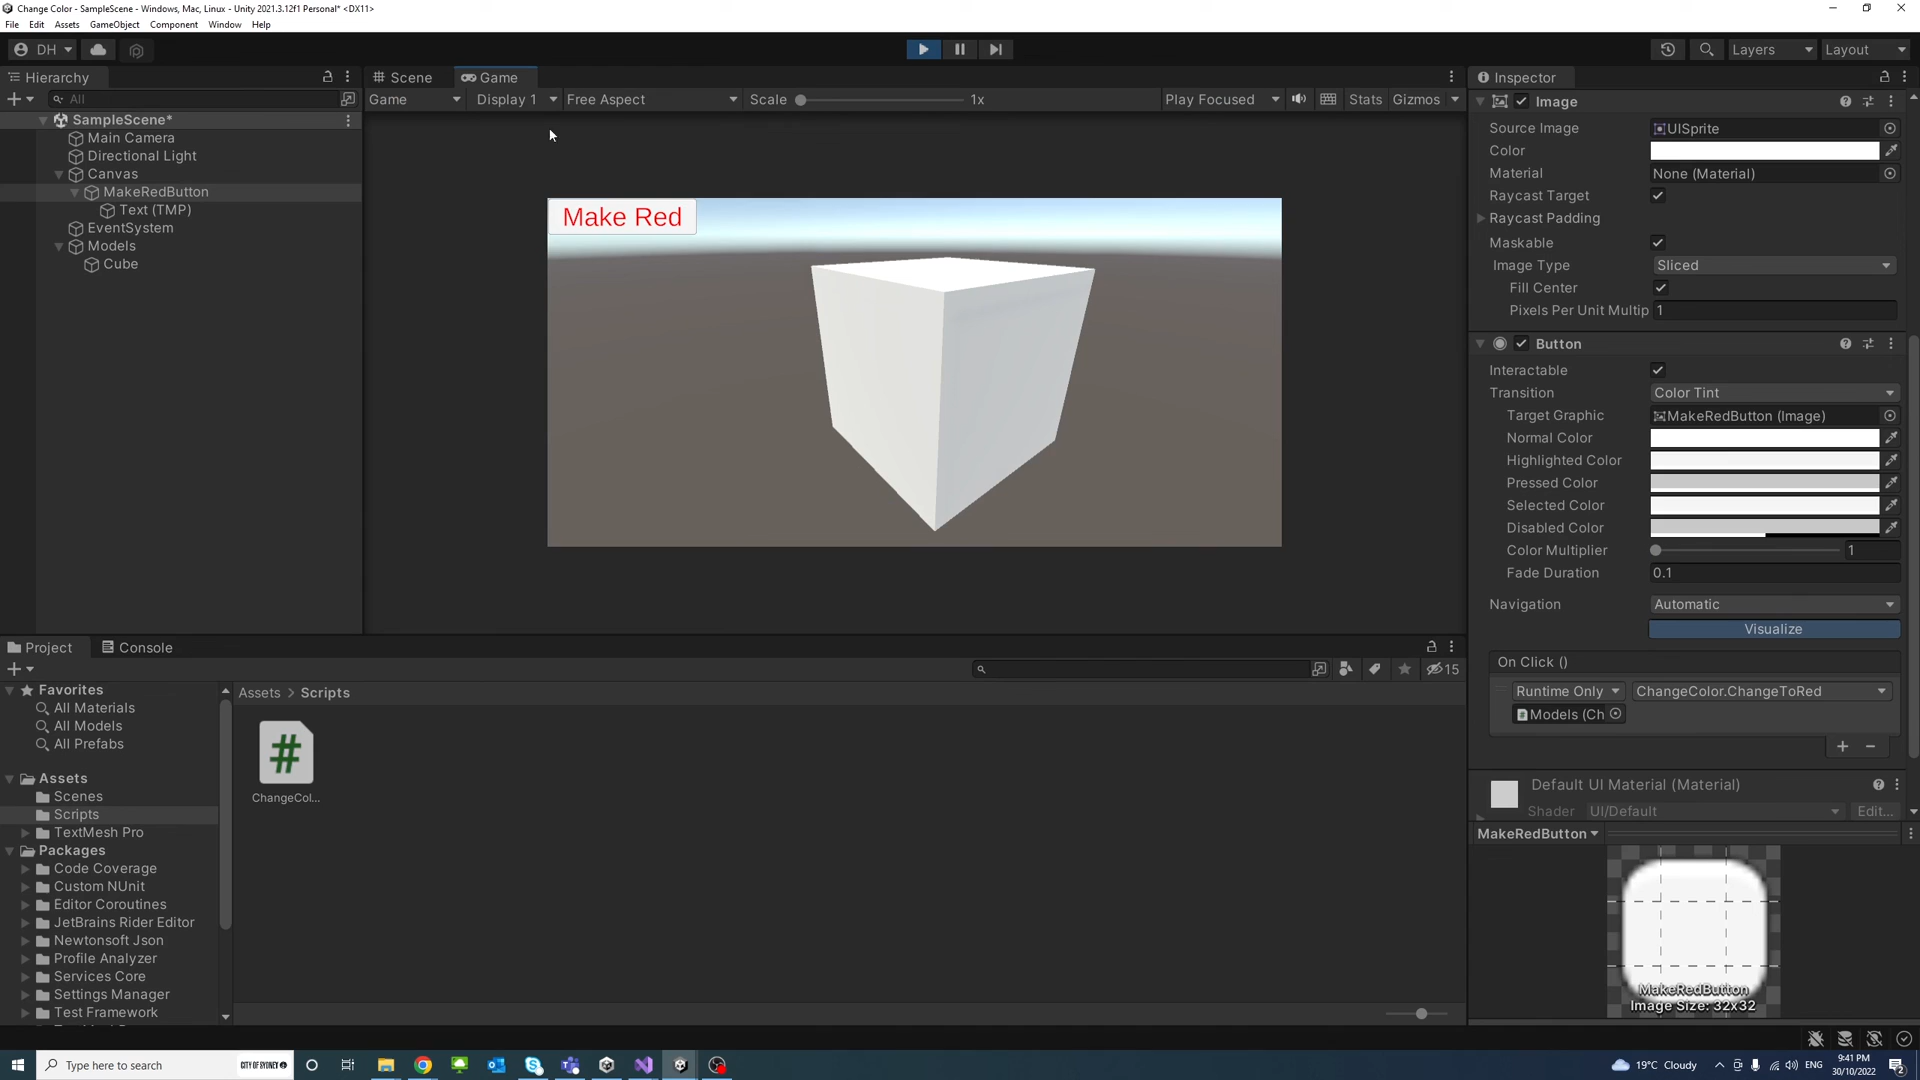 Change Color - SampleScene - Windows, Mac, Linux - Unity 2021.3.12f1 Personal* <DX11>
File Edit Assets GameObject Component Window Help
DH Layers Layout
Hierarchy Scene Game Inspector
All Game Display 1 Free Aspect Scale 1x Play Focused Stats Gizmos
SampleScene*
Main Camera
Directional Light
Canvas
MakeRedButton
Text (TMP)
EventSystem
Models
Cube
Make Red
Image
Source Image UISprite
Color
Material None (Material)
Raycast Target
Raycast Padding
Maskable
Image Type Sliced
Fill Center
Pixels Per Unit Multip 1
Button
Interactable
Transition Color Tint
Target Graphic MakeRedButton (Image)
Normal Color
Highlighted Color
Pressed Color
Selected Color
Disabled Color
Color Multiplier 1
Fade Duration 0.1
Navigation Automatic
Visualize
On Click ()
Runtime Only ChangeColor.ChangeToRed
Models (Ch
Default UI Material (Material)
Shader UI/Default Edit...
MakeRedButton
MakeRedButton
Image Size: 32x32
Project Console
15
Favorites
All Materials
All Models
All Prefabs
Assets
Scenes
Scripts
TextMesh Pro
Packages
Code Coverage
Custom NUnit
Editor Coroutines
JetBrains Rider Editor
Newtonsoft Json
Profile Analyzer
Services Core
Settings Manager
Test Framework
Assets > Scripts
#
ChangeCol...
Type here to search CITY OF SYDNEY
19°C Cloudy ENG
9:41 PM
30/10/2022
2